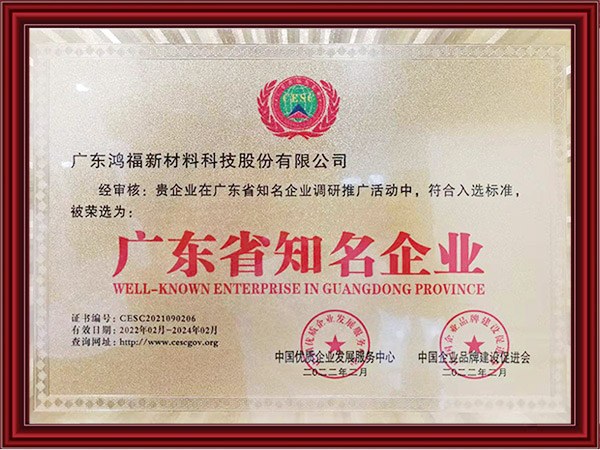 CESC
广东鸿福新材料科技股份有限公司
经审核：贵企业在广东省知名企业调研推广活动中，符合入选标准，
被荣选为：
广东省知名企业
WELL-KNOWN ENTERPRISE IN GUANGDONG PROVINCE
证书编号：CESC2021090206
有效日期：2022年02月－2024年02月
查询网址：http://www.cescgov.org
中国优质企业发展服务中心
二〇二二年二月
中国企业品牌建设促进会
二〇二二年二月